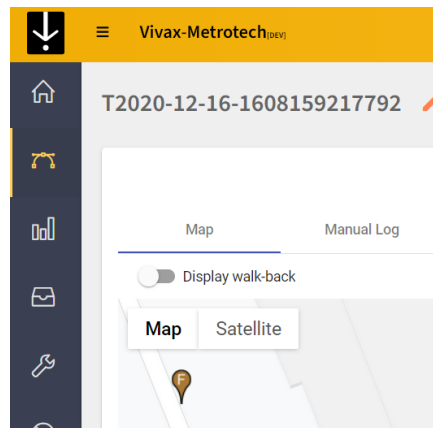 Vivax-Metrotech[DEV]
T2020-12-16-1608159217792
Map Manual Log
Display walk-back
Map Satellite
F